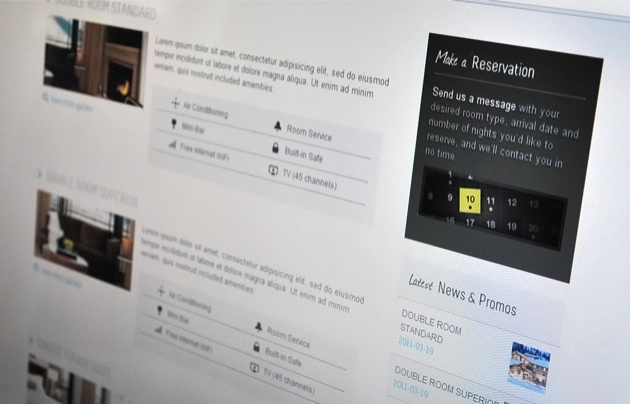 DOUBLE ROOM STANDARD
Lorem ipsum dolor sit amet, consectetur adipisicing elit, sed do eiusmod
tempor incididunt ut labore et dolore magna aliqua. Ut enim ad minim
veniam, quis nostrud included amenities:
View photo gallery
Air Conditioning
Room Service
Mini-Bar
Built-in Safe
Free internet WiFi
TV (45 channels)
DOUBLE ROOM SUPERIOR
Lorem ipsum dolor sit amet, consectetur adipisicing elit, sed do eiusmod
tempor incididunt ut labore et dolore magna aliqua. Ut enim ad minim
veniam, quis nostrud included amenities:
View photo gallery
Air Conditioning
Room Service
Mini-Bar
Built-in Safe
Free internet WiFi
TV (45 channels)
Make a Reservation
Send us a message with your
desired room type, arrival date and
number of nights you'd like to
reserve, and we'll contact you in
no time.
8 9 10 11 12 13
16 17 18 19 20
Latest News & Promos
DOUBLE ROOM
STANDARD
2011-03-19
DOUBLE ROOM SUPERIOR
2011-03-19